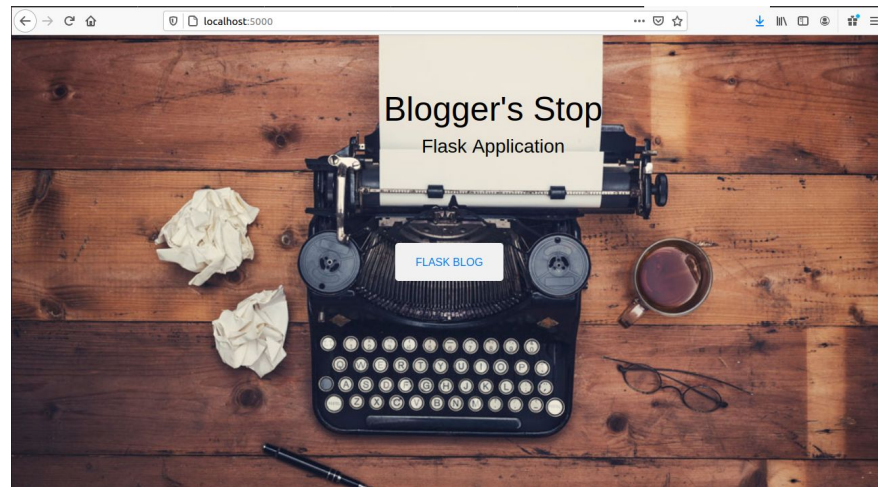 localhost:5000
Blogger's Stop
Flask Application
FLASK BLOG
Q W E R T Y U I O P
A S D F G H J K L
Z X C V B N M